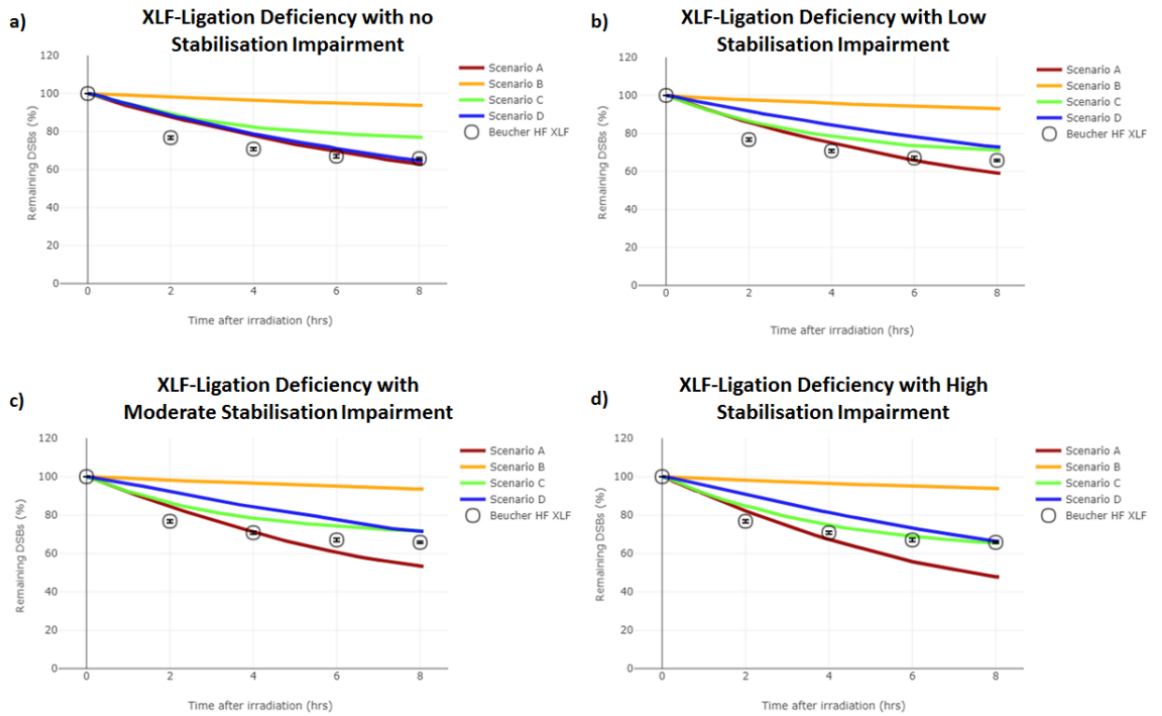 a)
XLF-Ligation Deficiency with no
Stabilisation Impairment
120
100
80
60
40
20
0
Remaining DSBs (%)
0 2 4 6 8
Time after irradiation (hrs)
Scenario A
Scenario B
Scenario C
Scenario D
Beucher HF XLF
b)
XLF-Ligation Deficiency with Low
Stabilisation Impairment
120
100
80
60
40
20
0
Remaining DSBs (%)
0 2 4 6 8
Time after irradiation (hrs)
Scenario A
Scenario B
Scenario C
Scenario D
Beucher HF XLF
c)
XLF-Ligation Deficiency with
Moderate Stabilisation Impairment
120
100
80
60
40
20
0
Remaining DSBs (%)
0 2 4 6 8
Time after irradiation (hrs)
Scenario A
Scenario B
Scenario C
Scenario D
Beucher HF XLF
d)
XLF-Ligation Deficiency with High
Stabilisation Impairment
120
100
80
60
40
20
0
Remaining DSBs (%)
0 2 4 6 8
Time after irradiation (hrs)
Scenario A
Scenario B
Scenario C
Scenario D
Beucher HF XLF